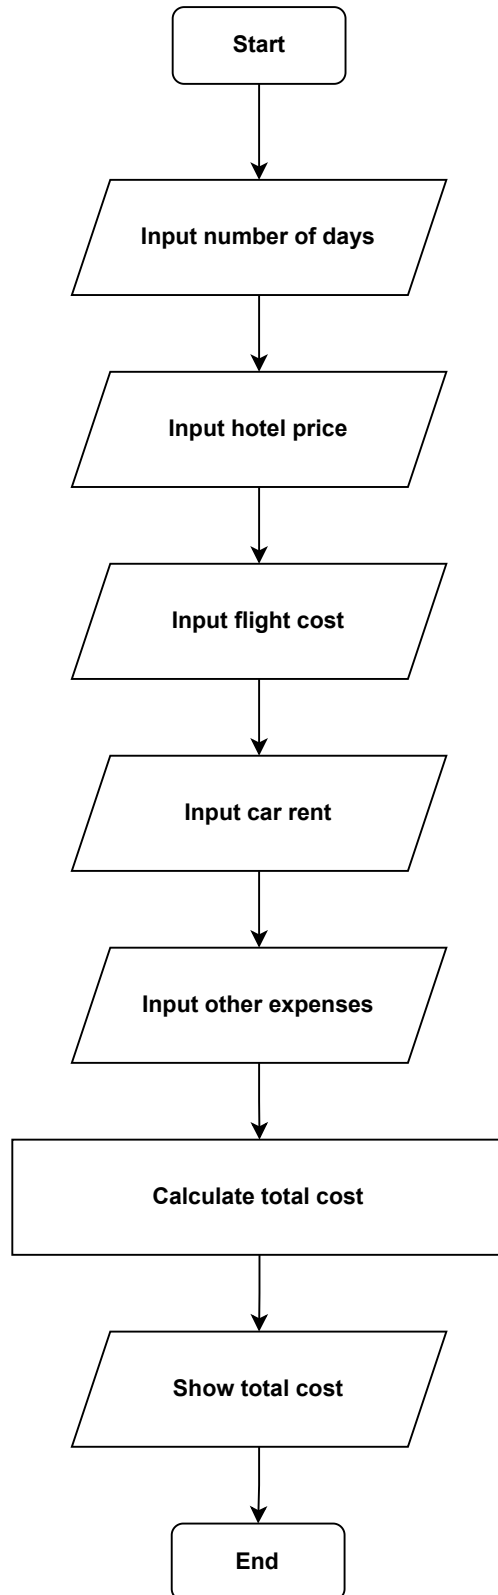 Start
Input number of days
Input hotel price
Input flight cost
Input car rent
Input other expenses
Calculate total cost
Show total cost
End